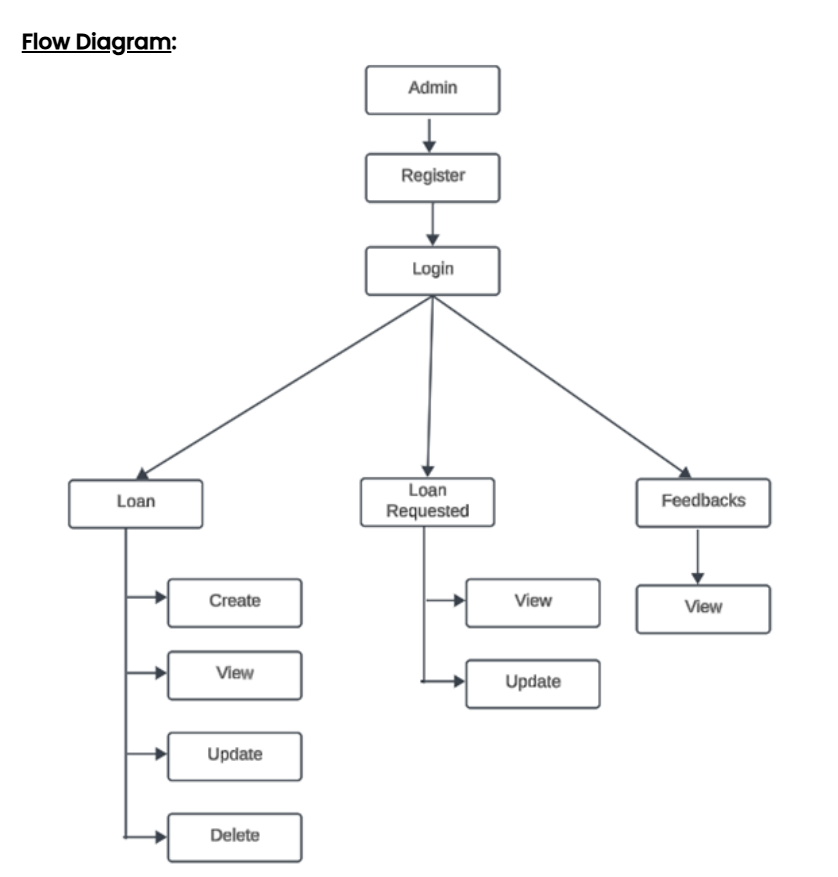 Flow Diagram:
Admin
Register
Login
Loan
Loan
Requested
Feedbacks
Create
View
Update
Delete
View
Update
View